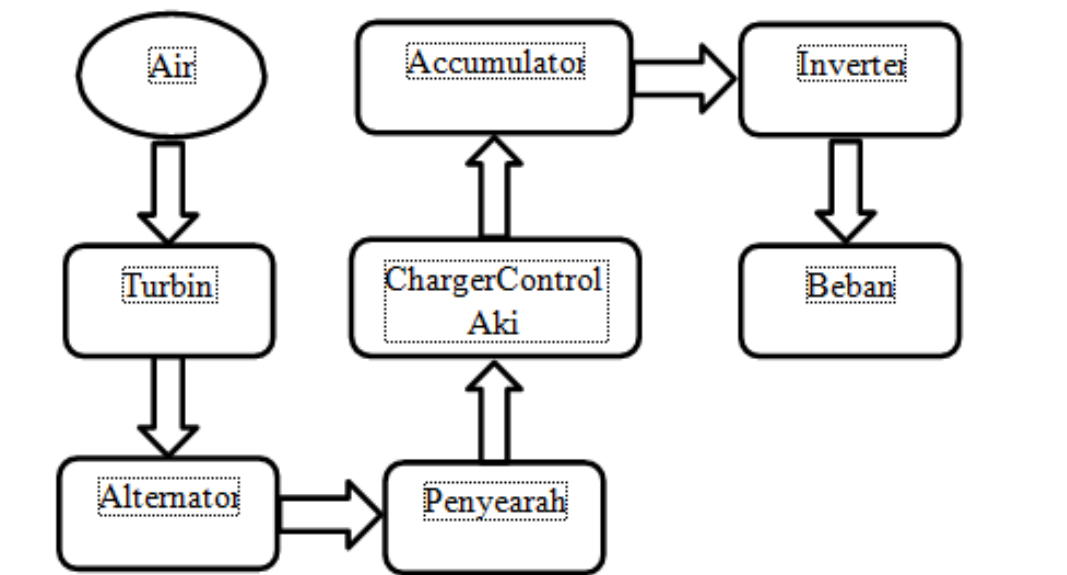 Air
Turbin
Alternator
Penyearah
ChargerControl
Aki
Accumulator
Inverter
Beban